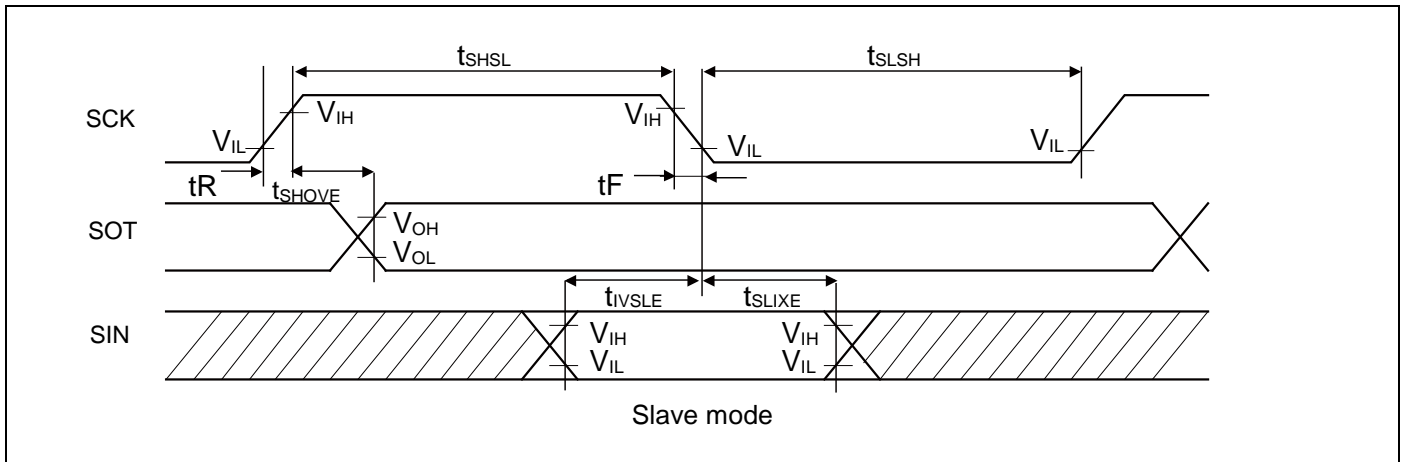 tSHSL
tSLSH
SCK
VIH
VIH
VIL
VIL
VIL
tR
tSHOVE
tF
SOT
VOH
VOL
tIVSLE
tSLIXE
SIN
VIH
VIH
VIL
VIL
Slave mode